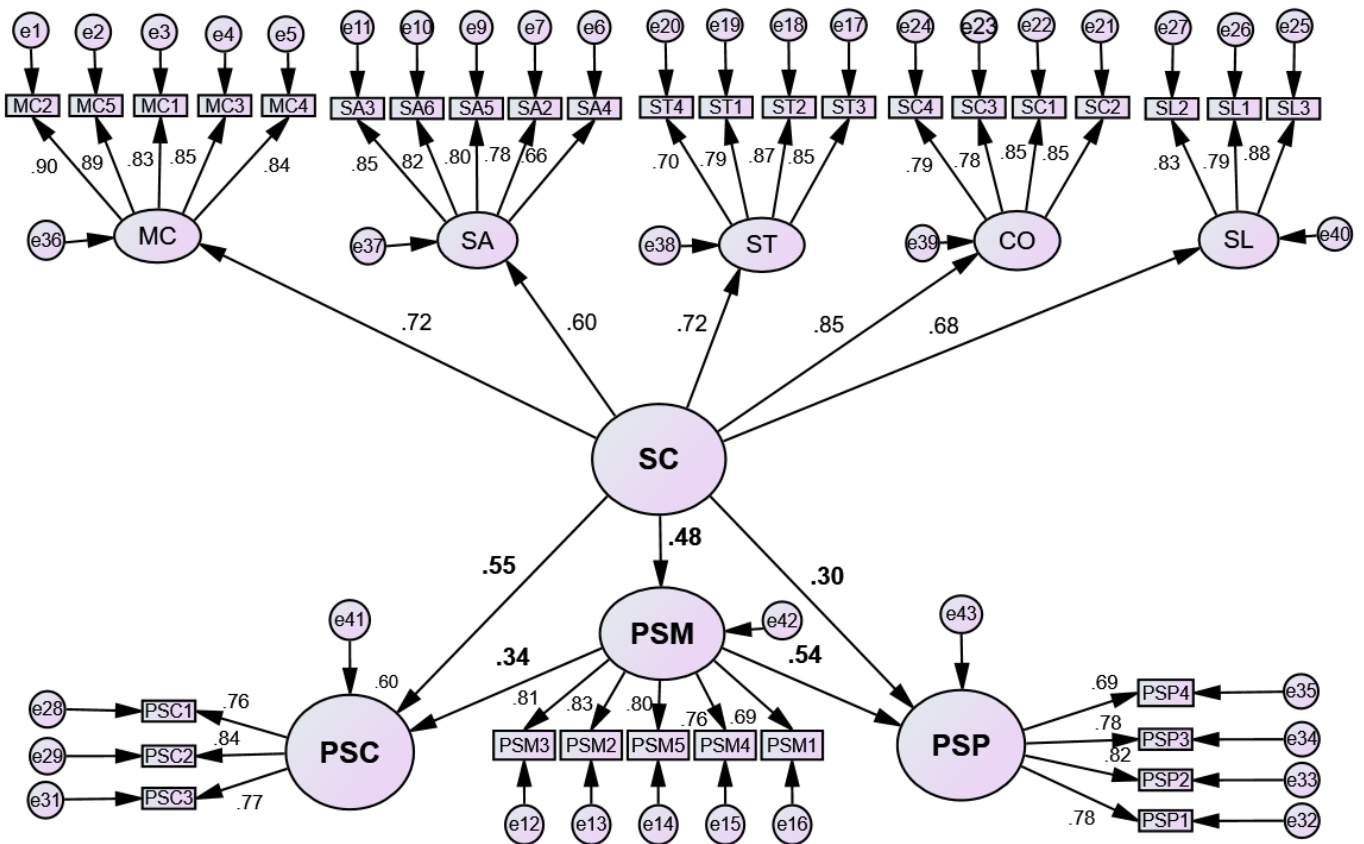 e1 e2 e3 e4 e5 e11 e10 e9 e7 e6 e20 e19 e18 e17 e24 e23 e22 e21 e27 e26 e25
MC2 MC5 MC1 MC3 MC4 SA3 SA6 SA5 SA2 SA4 ST4 ST1 ST2 ST3 SC4 SC3 SC1 SC2 SL2 SL1 SL3
.90 .89 .83 .85 .84 .85 .82 .80 .78 .66 .70 .79 .87 .85 .79 .78 .85 .85 .83 .79 .88
e36 MC e37 SA e38 ST e39 CO SL e40
.72 .60 .72 .85 .68
SC
.55 .48 .30
e41 PSM e42 e43
.34 .54
.60
.81 .83 .80 .76 .69
e28 PSC1 .76 .69 PSP4 e35
PSC PSM3 PSM2 PSM5 PSM4 PSM1 PSP
e29 PSC2 .84 .78 PSP3 e34
.82 PSP2 e33
e31 PSC3 .77 .78 PSP1 e32
e12 e13 e14 e15 e16